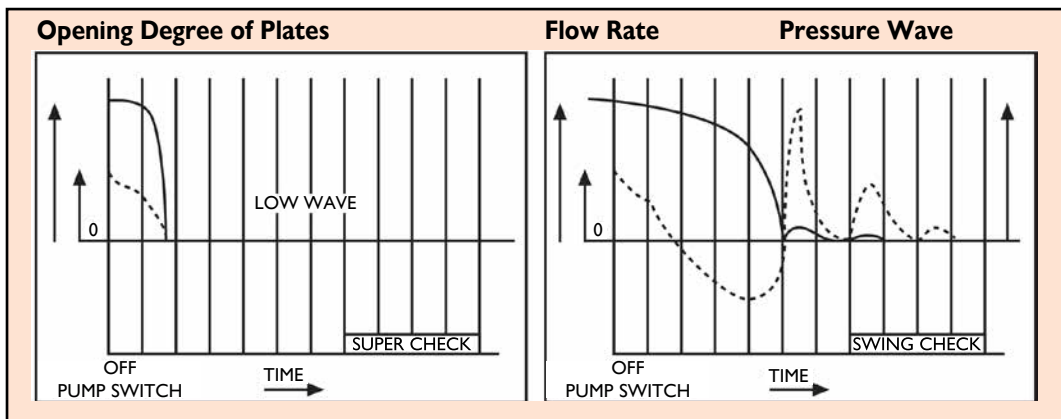 Opening Degree of Plates
Flow Rate
Pressure Wave
0
LOW WAVE
SUPER CHECK
OFF
PUMP SWITCH
TIME
0
SWING CHECK
OFF
PUMP SWITCH
TIME